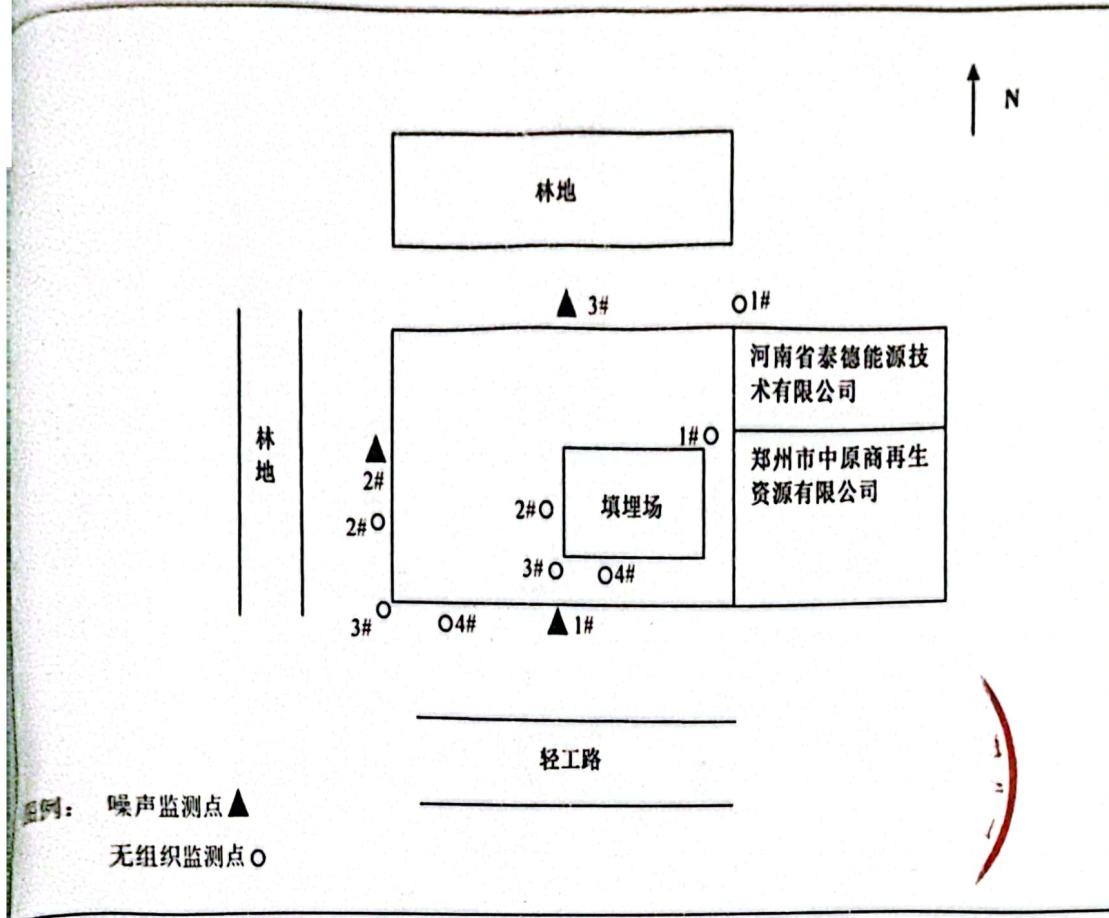 N
林地
3#
1#
河南省泰德能源技
术有限公司
林
地
1#
郑州市中原商再生
资源有限公司
2#
2#
2#
填埋场
3#
4#
3#
4#
1#
轻工路
图例：
噪声监测点
无组织监测点